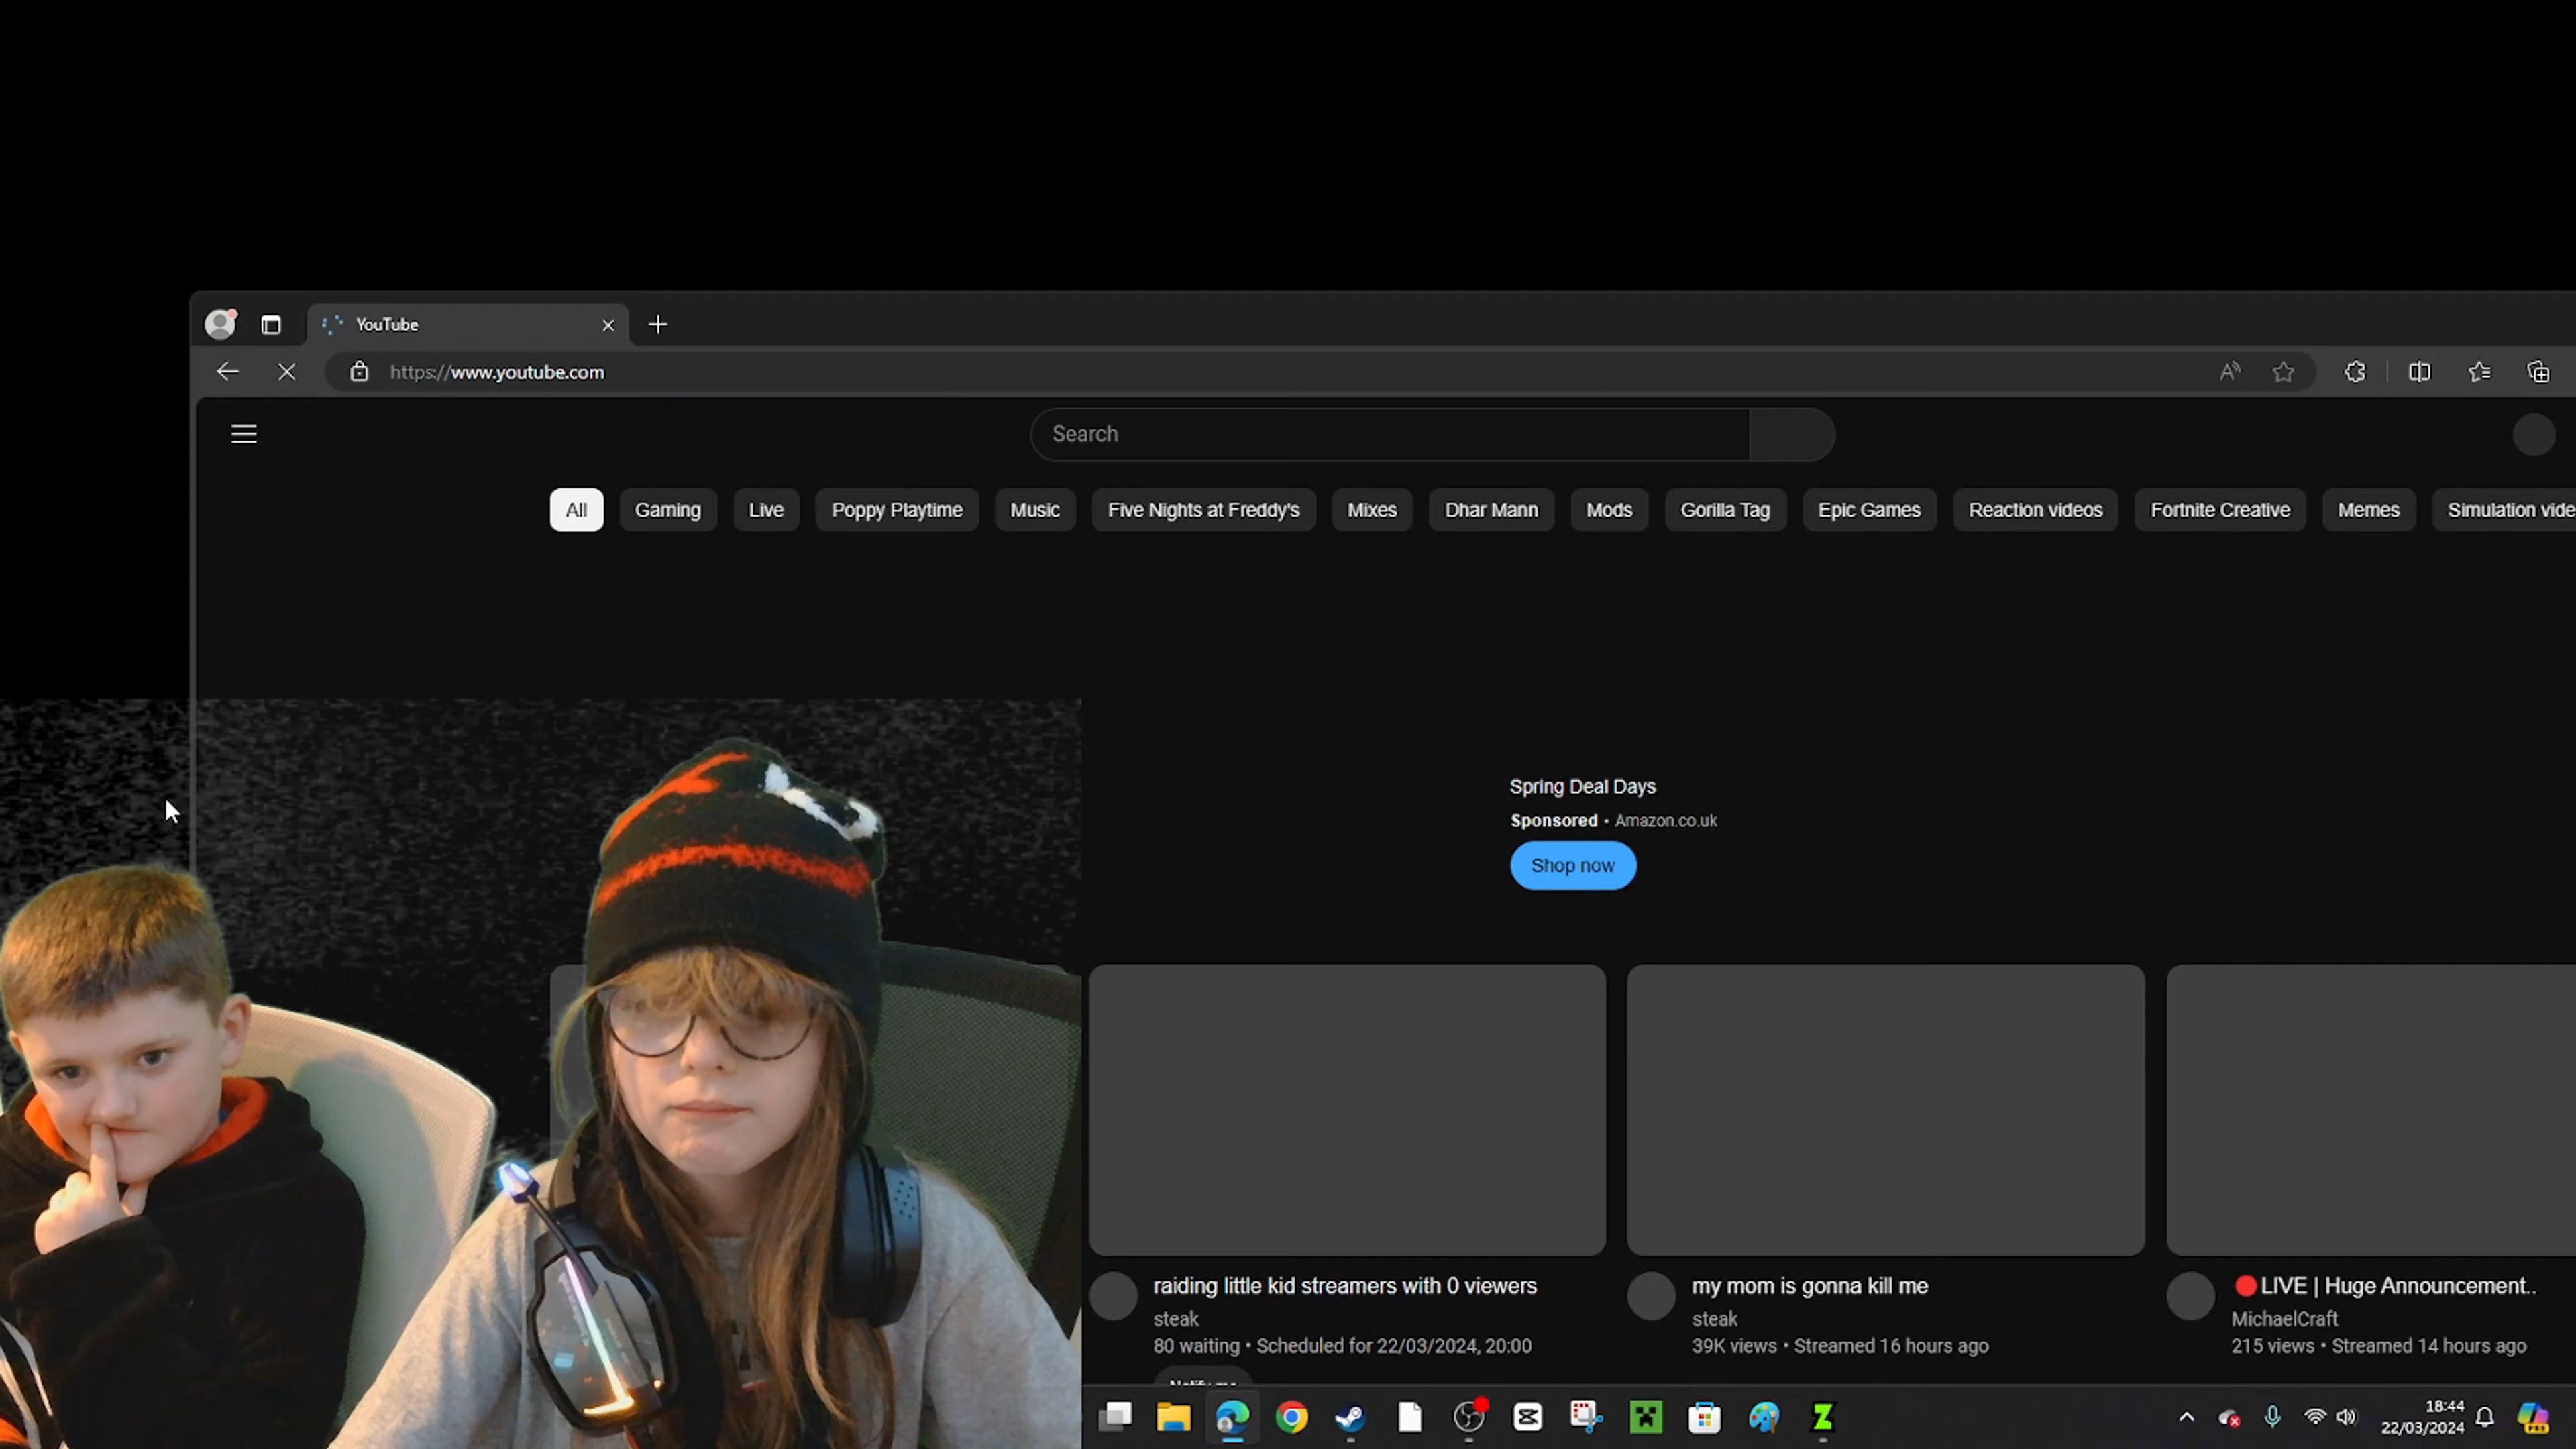 YouTube
https://www.youtube.com
Search
All Gaming Live Poppy Playtime Music Five Nights at Freddy's Mixes Dhar Mann Mods Gorilla Tag Epic Games Reaction videos Fortnite Creative Memes Simulation vide
Spring Deal Days
Sponsored • Amazon.co.uk
Shop now
raiding little kid streamers with 0 viewers
steak
80 waiting • Scheduled for 22/03/2024, 20:00
Notify me
my mom is gonna kill me
steak
39K views • Streamed 16 hours ago
🔴LIVE | Huge Announcement..
MichaelCraft
215 views • Streamed 14 hours ago
18:44
22/03/2024